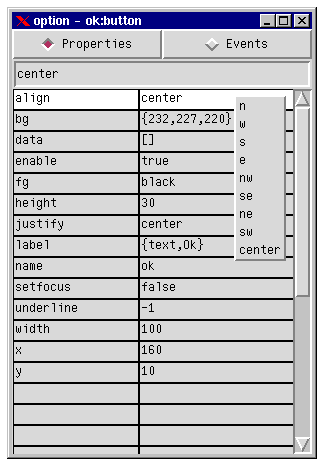 option - ok:button
Properties Events
center
align center
bg {232,227,220}
data []
enable true
fg black
height 30
justify center
label {text,Ok}
name ok
setfocus false
underline -1
width 100
x 160
y 10
n
w
s
e
nw
se
ne
sw
center